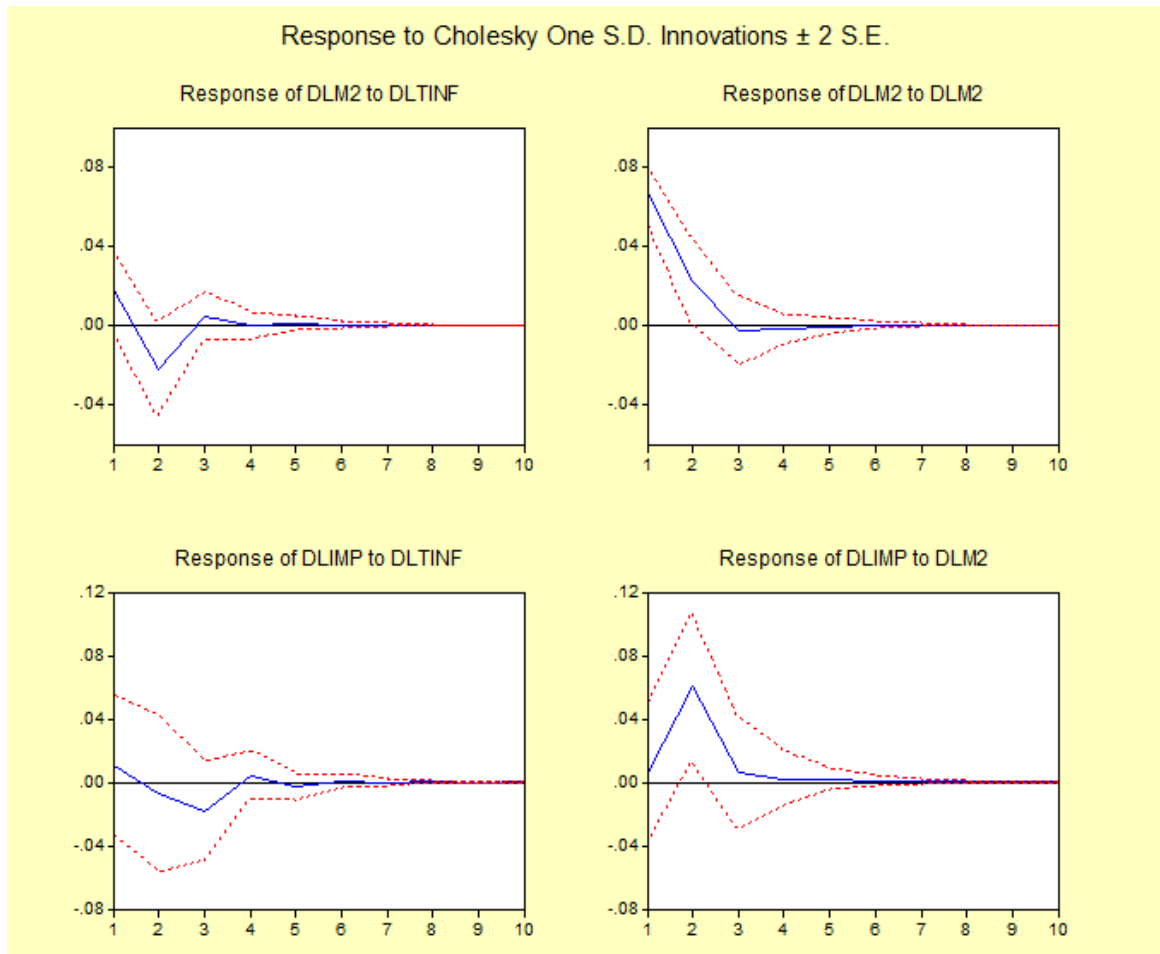 Response to Cholesky One S.D. Innovations ± 2 S.E.
Response of DLM2 to DLTINF
.08
.04
.00
-.04
1 2 3 4 5 6 7 8 9 10
Response of DLM2 to DLM2
.08
.04
.00
-.04
1 2 3 4 5 6 7 8 9 10
Response of DLIMP to DLTINF
.12
.08
.04
.00
-.04
-.08
1 2 3 4 5 6 7 8 9 10
Response of DLIMP to DLM2
.12
.08
.04
.00
-.04
-.08
1 2 3 4 5 6 7 8 9 10